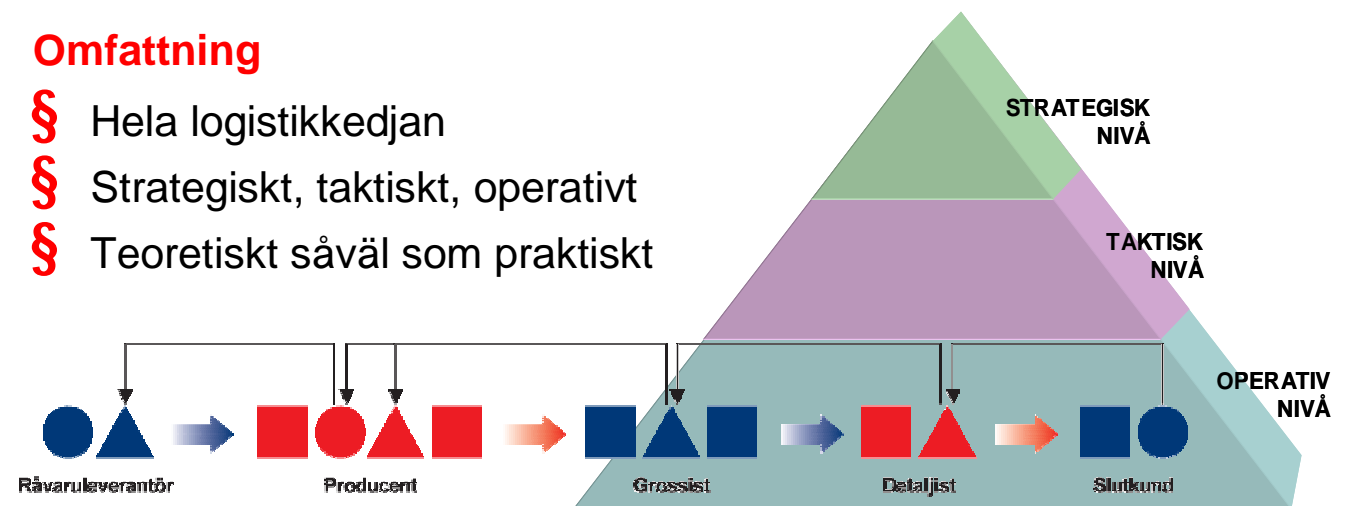 Omfattning
§ Hela logistikkedjan
§ Strategiskt, taktiskt, operativt
§ Teoretiskt såväl som praktiskt
STRATEGISK
NIVÅ
TAKTISK
NIVÅ
OPERATIV
NIVÅ
Råvaruleverantör
Producent
Grossist
Detaljist
Slutkund